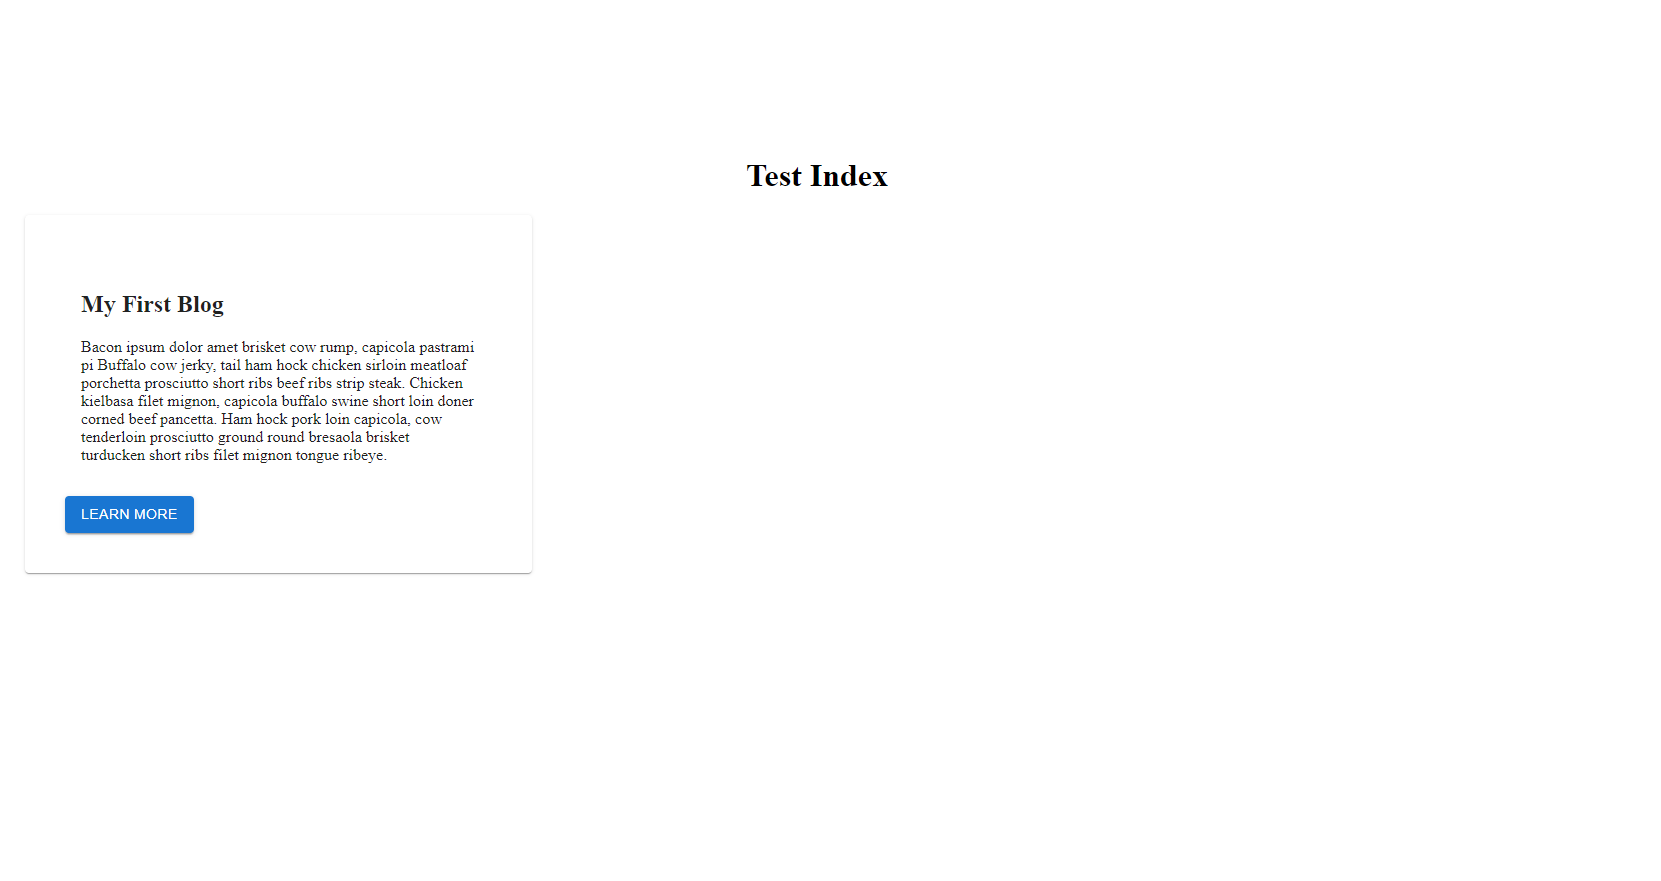 Test Index
My First Blog
Bacon ipsum dolor amet brisket cow rump, capicola pastrami
pi Buffalo cow jerky, tail ham hock chicken sirloin meatloaf
porchetta prosciutto short ribs beef ribs strip steak. Chicken
kielbasa filet mignon, capicola buffalo swine short loin doner
corned beef pancetta. Ham hock pork loin capicola, cow
tenderloin prosciutto ground round bresaola brisket
turducken short ribs filet mignon tongue ribeye.
LEARN MORE